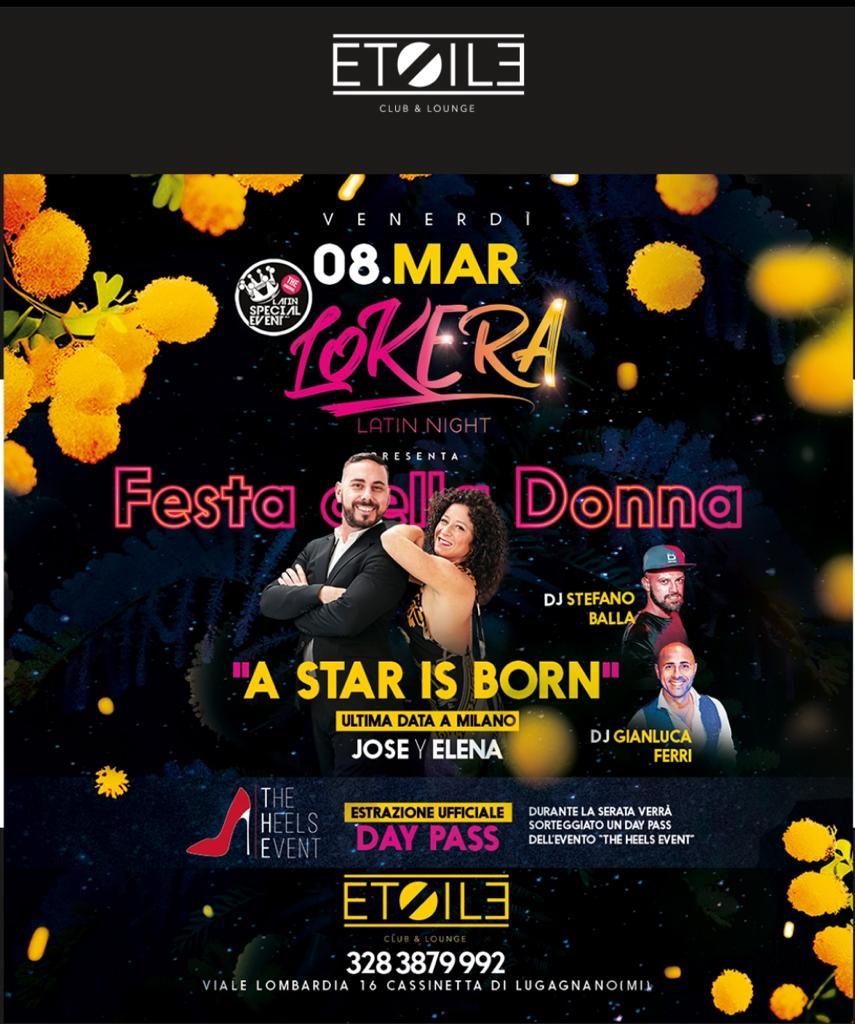 ETOILE
CLUB & LOUNGE
VENERDÌ
08.MAR
THE
LATIN
SPECIAL
EVENT
LOKERA
LATIN NIGHT
PRESENTA
Festa della Donna
DJ STEFANO
BALLA
"A STAR IS BORN"
ULTIMA DATA A MILANO
JOSE Y ELENA
DJ GIANLUCA
FERRI
THE
HEELS
EVENT
ESTRAZIONE UFFICIALE
DAY PASS
DURANTE LA SERATA VERRÀ
SORTEGGIATO UN DAY PASS
DELL'EVENTO "THE HEELS EVENT"
ETOILE
CLUB & LOUNGE
328 3879 992
VIALE LOMBARDIA 16 CASSINETTA DI LUGAGNANO(MI)